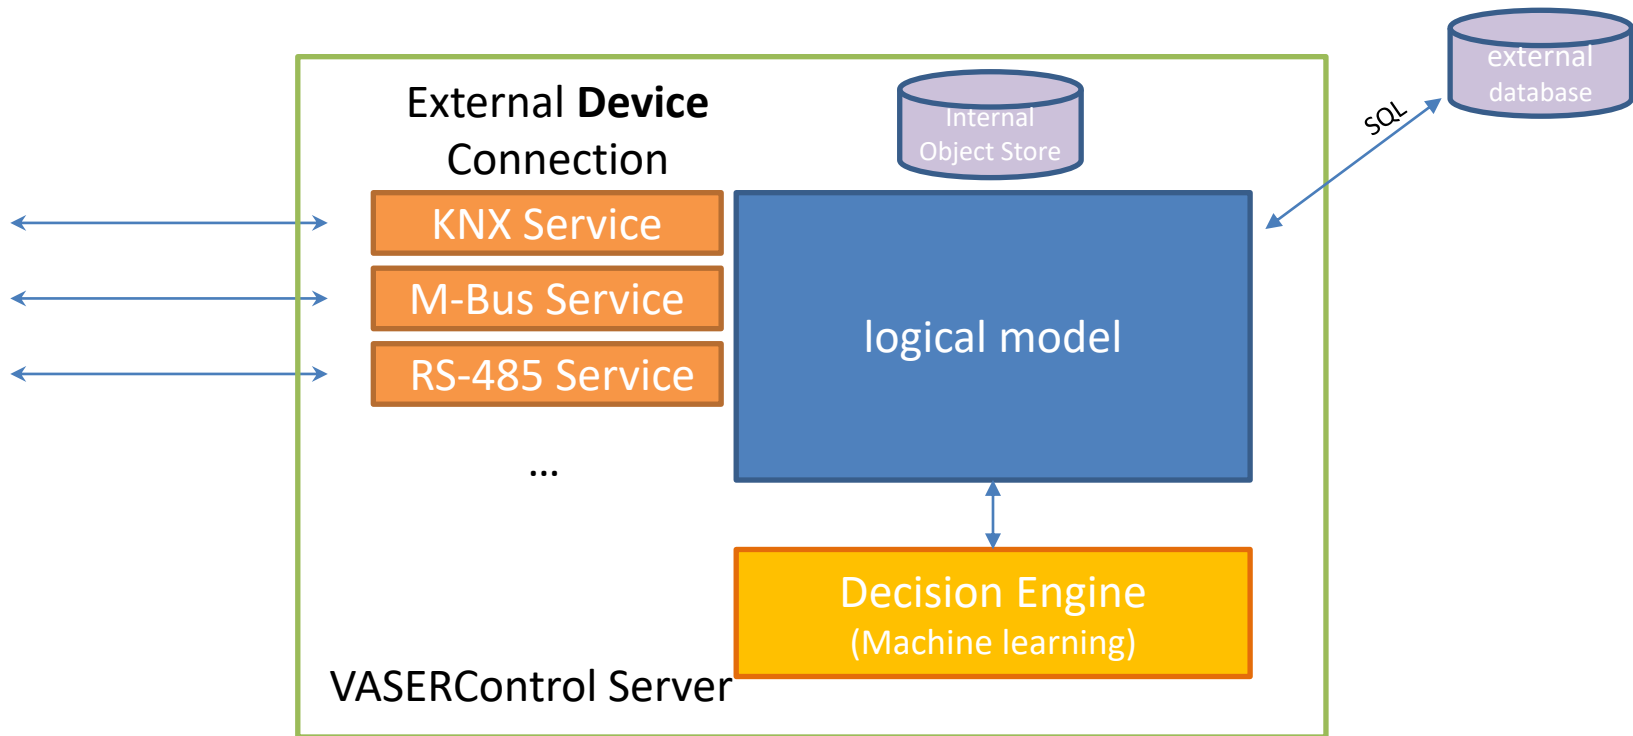 external
database
SQL
External Device
Connection
Internal
Object Store
KNX Service
M-Bus Service
RS-485 Service
...
logical model
Decision Engine
(Machine learning)
VASERControl Server